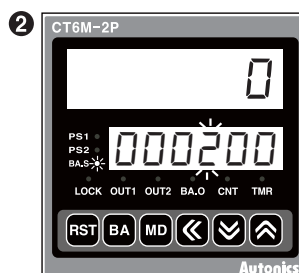 2
CT6M-2P
0
PS1
PS2
BA.S
000200
LOCK OUT1 OUT2 BA.O CNT TMR
RST BA MD
Autonics